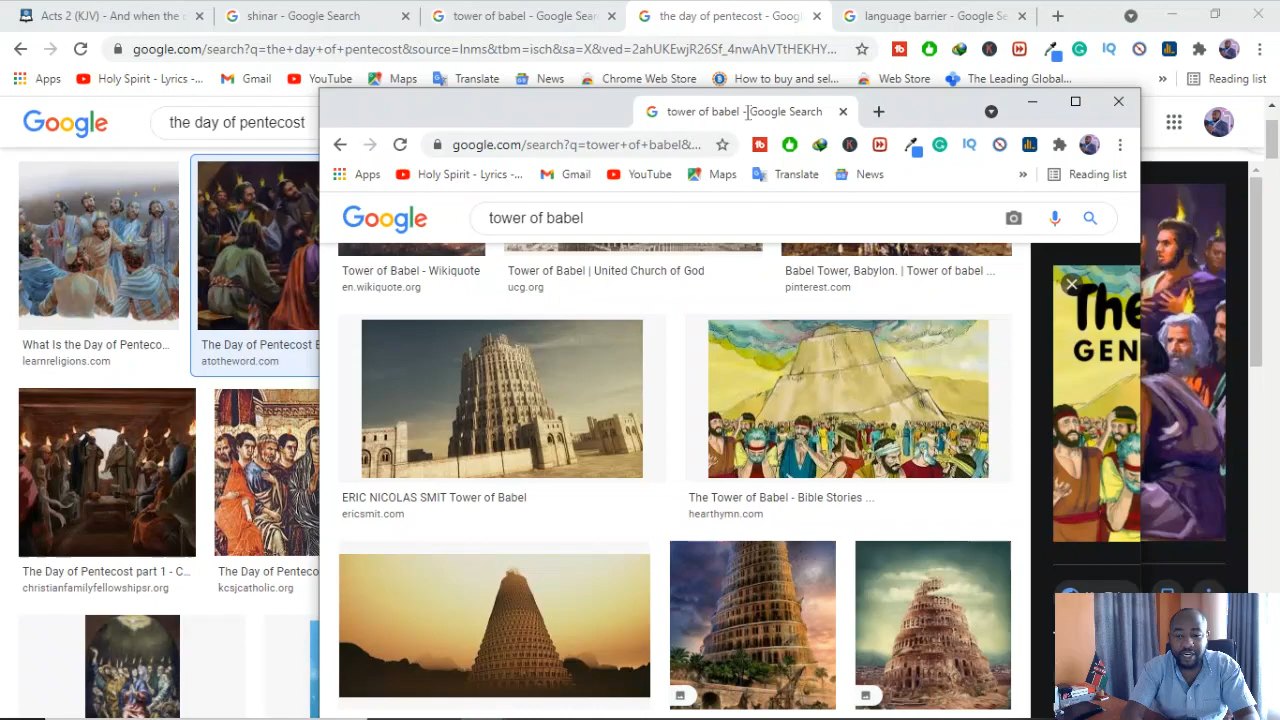 Acts 2 (KJV) - And when the
shinar - Google Search
tower of babel - Google Sear
the day of pentecost - Goog
language barrier - Google Se
google.com/search?q=the+day+of+pentecost&source=lnms&tbm=isch&sa=X&ved=2ahUKEwjR26Sf_4nwAhVTtHEKHY...
Apps
Holy Spirit - Lyrics -...
Gmail
YouTube
Maps
Translate
News
Chrome Web Store
How to buy and sel...
Web Store
The Leading Global...
»
Reading list
Google
the day of pentecost
tower of babel - Google Search
google.com/search?q=tower+of+babel&...
Apps
Holy Spirit - Lyrics -...
Gmail
YouTube
Maps
Translate
News
»
Reading list
Google
tower of babel
Tower of Babel - Wikiquote
en.wikiquote.org
Tower of Babel | United Church of God
ucg.org
Babel Tower, Babylon. | Tower of babel ...
pinterest.com
What Is the Day of Penteco...
learnreligions.com
The Day of Pentecost
atotheword.com
The
GEN
ERIC NICOLAS SMIT Tower of Babel
ericsmit.com
The Tower of Babel - Bible Stories ...
hearthymn.com
The Day of Pentecost part 1 - C...
christianfamilyfellowshipsr.org
The Day of Penteco
kcsjcatholic.org